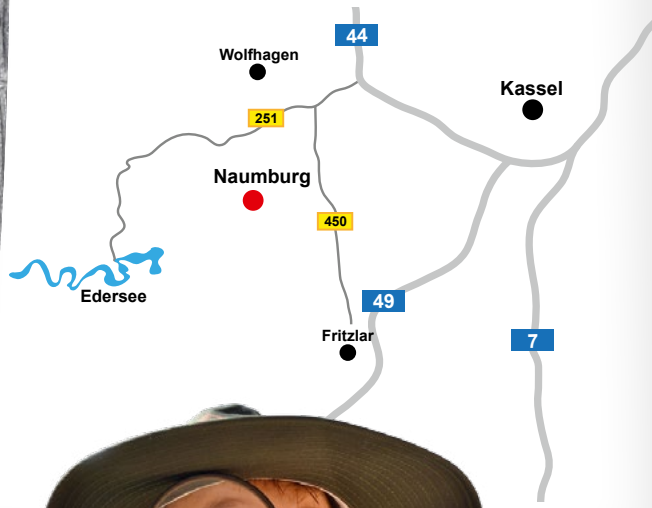 44
Wolfhagen
Kassel
251
Naumburg
450
Edersee
49
Fritzlar
7